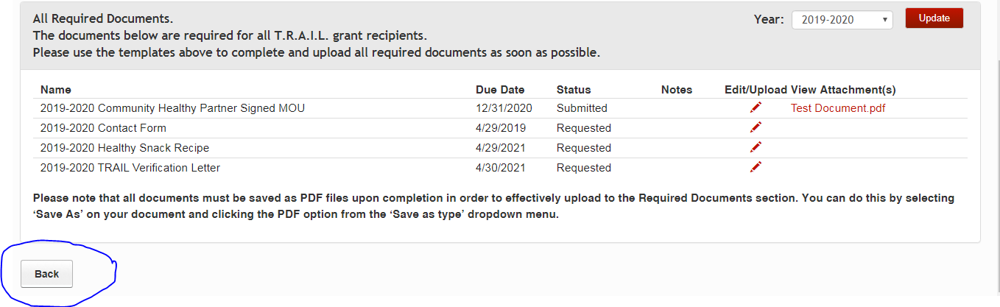 All Required Documents.
Year: 2019-2020 Update
The documents below are required for all T.R.A.I.L. grant recipients.
Please use the templates above to complete and upload all required documents as soon as possible.
Name Due Date Status Notes Edit/Upload View Attachment(s)
2019-2020 Community Healthy Partner Signed MOU 12/31/2020 Submitted Test Document.pdf
2019-2020 Contact Form 4/29/2019 Requested
2019-2020 Healthy Snack Recipe 4/29/2021 Requested
2019-2020 TRAIL Verification Letter 4/30/2021 Requested
Please note that all documents must be saved as PDF files upon completion in order to effectively upload to the Required Documents section. You can do this by selecting
‘Save As’ on your document and clicking the PDF option from the ‘Save as type’ dropdown menu.
Back